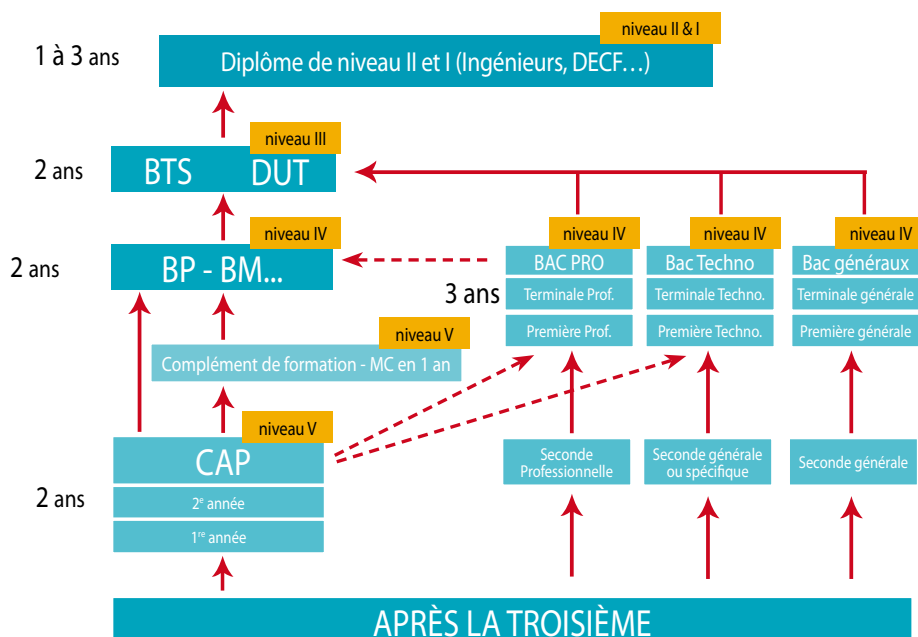 niveau II & I
1 à 3 ans
Diplôme de niveau II et I (Ingénieurs, DECF…)
niveau III
2 ans
BTS DUT
niveau IV
2 ans
BP - BM...
niveau IV
BAC PRO
3 ans
Terminale Prof.
Première Prof.
niveau IV
Bac Techno
Terminale Techno.
Première Techno.
niveau IV
Bac généraux
Terminale générale
Première générale
niveau V
Complément de formation - MC en 1 an
niveau V
CAP
2 ans
2e année
1re année
Seconde
Professionnelle
Seconde générale
ou spécifique
Seconde générale
APRÈS LA TROISIÈME